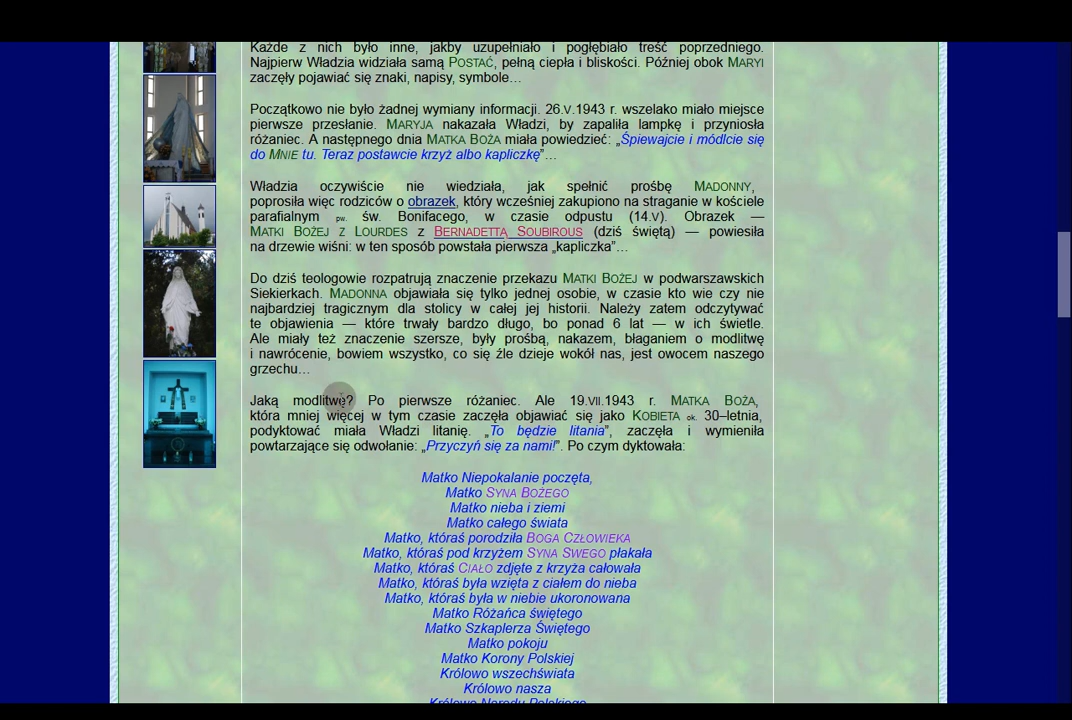 Każde z nich było inne, jakby uzupełniało i pogłębiało treść poprzedniego.
Najpierw Władzia widziała samą POSTAĆ, pełną ciepła i bliskości. Później obok MARYI
zaczęły pojawiać się znaki, napisy, symbole…
Początkowo nie było żadnej wymiany informacji. 26.V.1943 r. wszelako miało miejsce
pierwsze przesłanie. MARYJA nakazała Władzi, by zapaliła lampkę i przyniosła
różaniec. A następnego dnia MATKA BOŻA miała powiedzieć: „Śpiewajcie i módlcie się
do MNIE tu. Teraz postawcie krzyż albo kapliczkę”…
Władzia oczywiście nie wiedziała, jak spełnić prośbę MADONNY,
poprosiła więc rodziców o obrazek, który wcześniej zakupiono na straganie w kościele
parafialnym pw. św. Bonifacego, w czasie odpustu (14.V). Obrazek —
MATKI BOŻEJ Z LOURDES z BERNADETTĄ SOUBIROUS (dziś świętą) — powiesiła
na drzewie wiśni: w ten sposób powstała pierwsza „kapliczka”…
Do dziś teologowie rozpatrują znaczenie przekazu MATKI BOŻEJ w podwarszawskich
Siekierkach. MADONNA objawiała się tylko jednej osobie, w czasie kto wie czy nie
najbardziej tragicznym dla stolicy w całej jej historii. Należy zatem odczytywać
te objawienia — które trwały bardzo długo, bo ponad 6 lat — w ich świetle.
Ale miały też znaczenie szersze, były prośbą, nakazem, błaganiem o modlitwę
i nawrócenie, bowiem wszystko, co się źle dzieje wokół nas, jest owocem naszego
grzechu…
Jaką modlitwę? Po pierwsze różaniec. Ale 19.VII.1943 r. MATKA BOŻA,
która mniej więcej w tym czasie zaczęła objawiać się jako KOBIETA ok. 30–letnia,
podyktować miała Władzi litanię. „To będzie litania”, zaczęła i wymieniła
powtarzające się odwołanie: „Przyczyń się za nami!”. Po czym dyktowała:
Matko Niepokalanie poczęta,
Matko SYNA BOŻEGO
Matko nieba i ziemi
Matko całego świata
Matko, któraś porodziła BOGA CZŁOWIEKA
Matko, któraś pod krzyżem SYNA SWEGO płakała
Matko, któraś CIAŁO zdjęte z krzyża całowała
Matko, któraś była wzięta z ciałem do nieba
Matko, któraś była w niebie ukoronowana
Matko Różańca świętego
Matko Szkaplerza Świętego
Matko pokoju
Matko Korony Polskiej
Królowo wszechświata
Królowo nasza
Królowo Narodu Polskiego